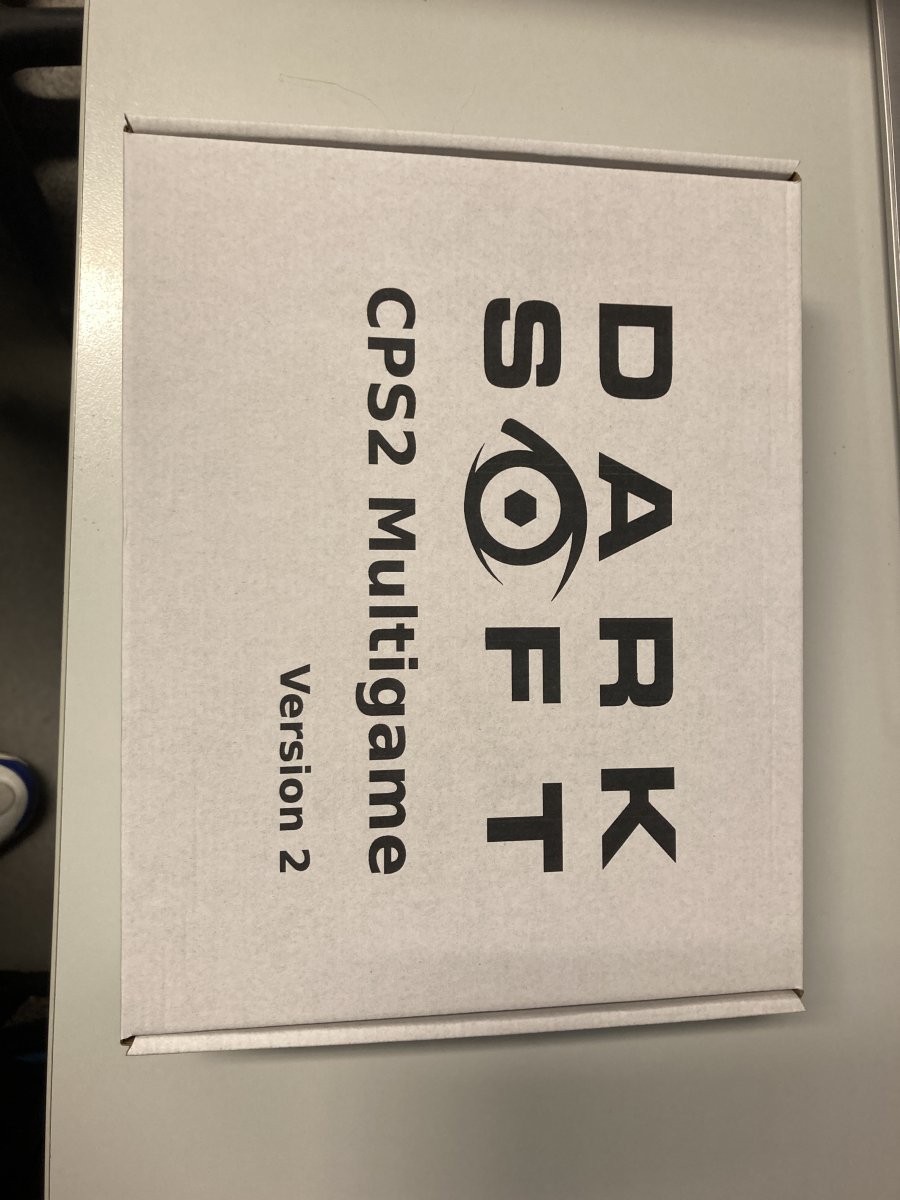 DARK
SOFT
CPS2 Multigame
Version 2